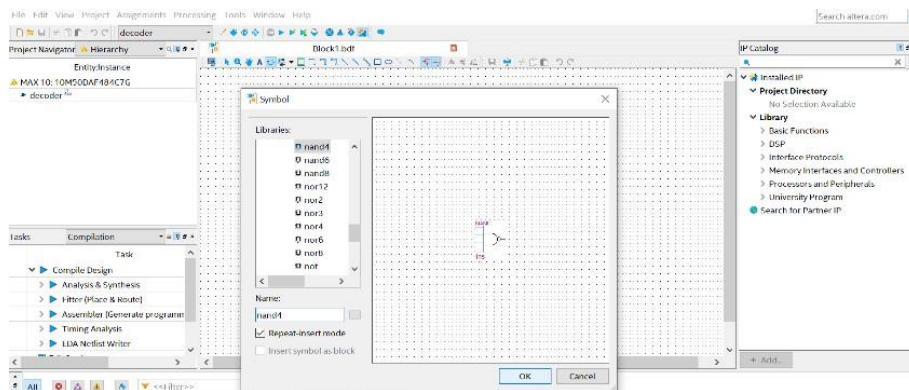 File Edit View Project Assignments Processing Tools Window Help
Search altera.com
decoder
Project Navigator Hierarchy
Block1.bdf
IP Catalog
Entity:Instance
MAX 10: 10M50DAF484C7G
decoder
Installed IP
Project Directory
No Selection Available
Library
Basic Functions
DSP
Interface Protocols
Memory Interfaces and Controllers
Processors and Peripherals
University Program
Search for Partner IP
Symbol
Libraries:
nand4
nand6
nand8
nor12
nor2
nor3
nor4
nor6
nor8
not
Name:
nand4
Repeat-insert mode
Insert symbol as block
OK Cancel
Tasks Compilation
Task
Compile Design
Analysis & Synthesis
Fitter (Place & Route)
Assembler (Generate programm
Timing Analysis
EDA Netlist Writer
+ Add...
All <<Filter>>